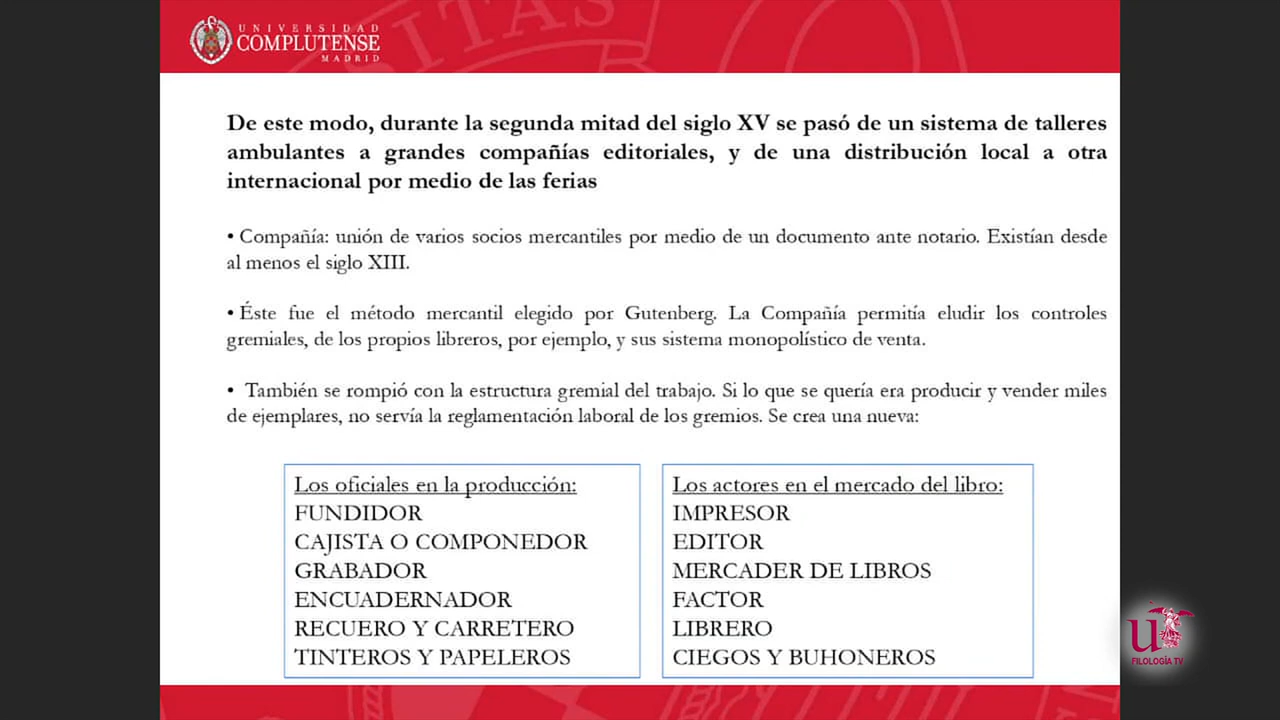 UNIVERSIDAD
COMPLUTENSE
MADRID
De este modo, durante la segunda mitad del siglo XV se pasó de un sistema de talleres
ambulantes a grandes compañías editoriales, y de una distribución local a otra
internacional por medio de las ferias
• Compañía: unión de varios socios mercantiles por medio de un documento ante notario. Existían desde
al menos el siglo XIII.
• Éste fue el método mercantil elegido por Gutenberg. La Compañía permitía eludir los controles
gremiales, de los propios libreros, por ejemplo, y sus sistema monopolístico de venta.
• También se rompió con la estructura gremial del trabajo. Si lo que se quería era producir y vender miles
de ejemplares, no servía la reglamentación laboral de los gremios. Se crea una nueva:
Los oficiales en la producción:
FUNDIDOR
CAJISTA O COMPONEDOR
GRABADOR
ENCUADERNADOR
RECUERO Y CARRETERO
TINTEROS Y PAPELEROS
Los actores en el mercado del libro:
IMPRESOR
EDITOR
MERCADER DE LIBROS
FACTOR
LIBRERO
CIEGOS Y BUHONEROS
u
FILOLOGÍA TV